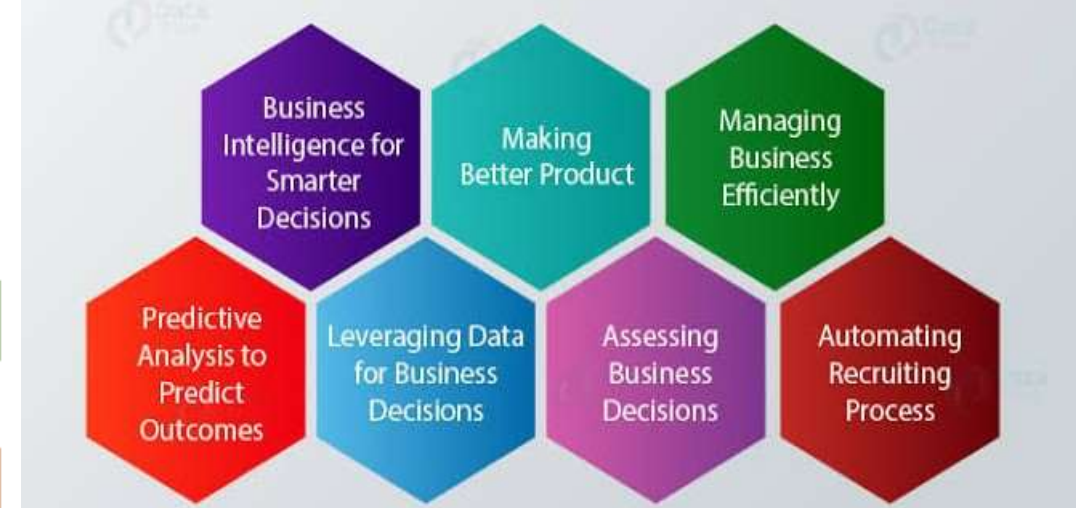 Business
Intelligence for
Smarter
Decisions
Making
Better Product
Managing
Business
Efficiently
Predictive
Analysis to
Predict
Outcomes
Leveraging Data
for Business
Decisions
Assessing
Business
Decisions
Automating
Recruiting
Process